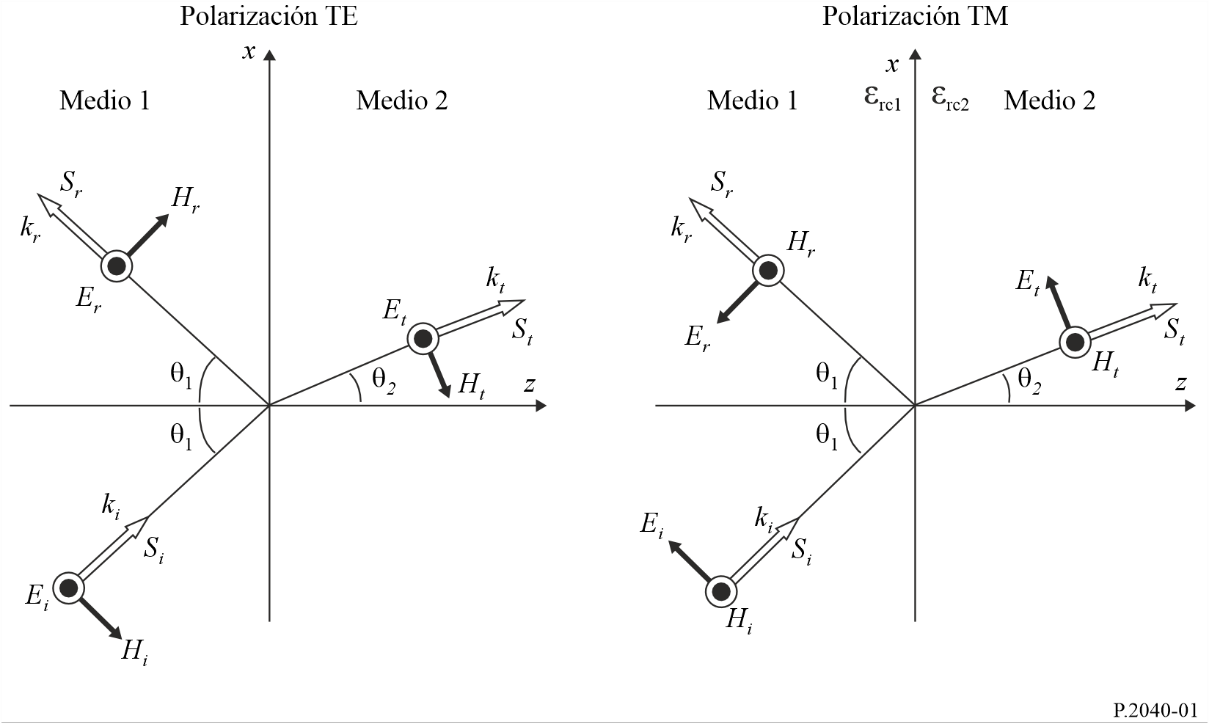 Polarización TE
x
Medio 1
Medio 2
S_r
H_r
k_r
E_r
k_t
E_t
S_t
θ_1
θ_2
H_t
z
θ_1
k_i
S_i
E_i
H_i
Polarización TM
x
Medio 1
ε_rc1
ε_rc2
Medio 2
S_r
k_r
H_r
E_r
k_t
E_t
S_t
H_t
θ_1
θ_2
z
θ_1
k_i
E_i
S_i
H_i
P.2040-01